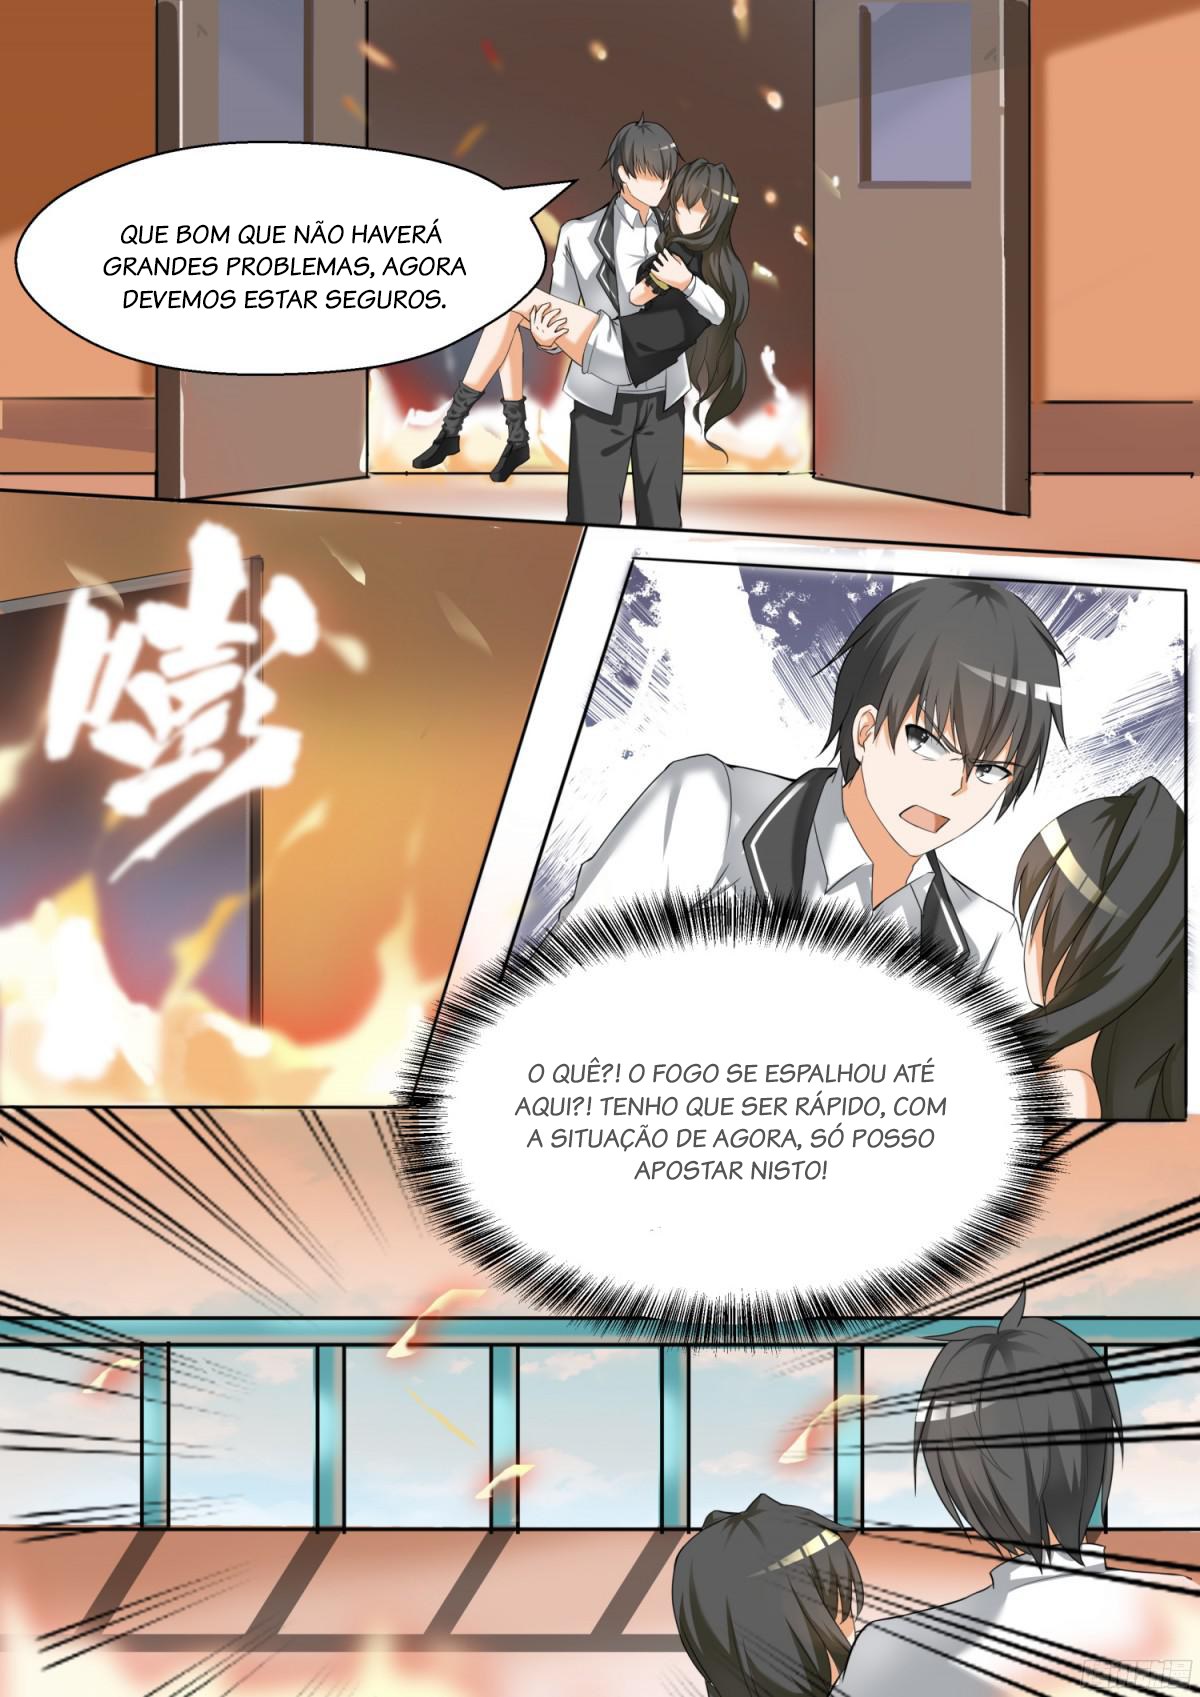 QUE BOM QUE NÃO HAVERÁ
GRANDES PROBLEMAS, AGORA
DEVEMOS ESTAR SEGUROS.
嘭
O QUÊ?! O FOGO SE ESPALHOU ATÉ
AQUI?! TENHO QUE SER RÁPIDO, COM
A SITUAÇÃO DE AGORA, SÓ POSSO
APOSTAR NISTO!